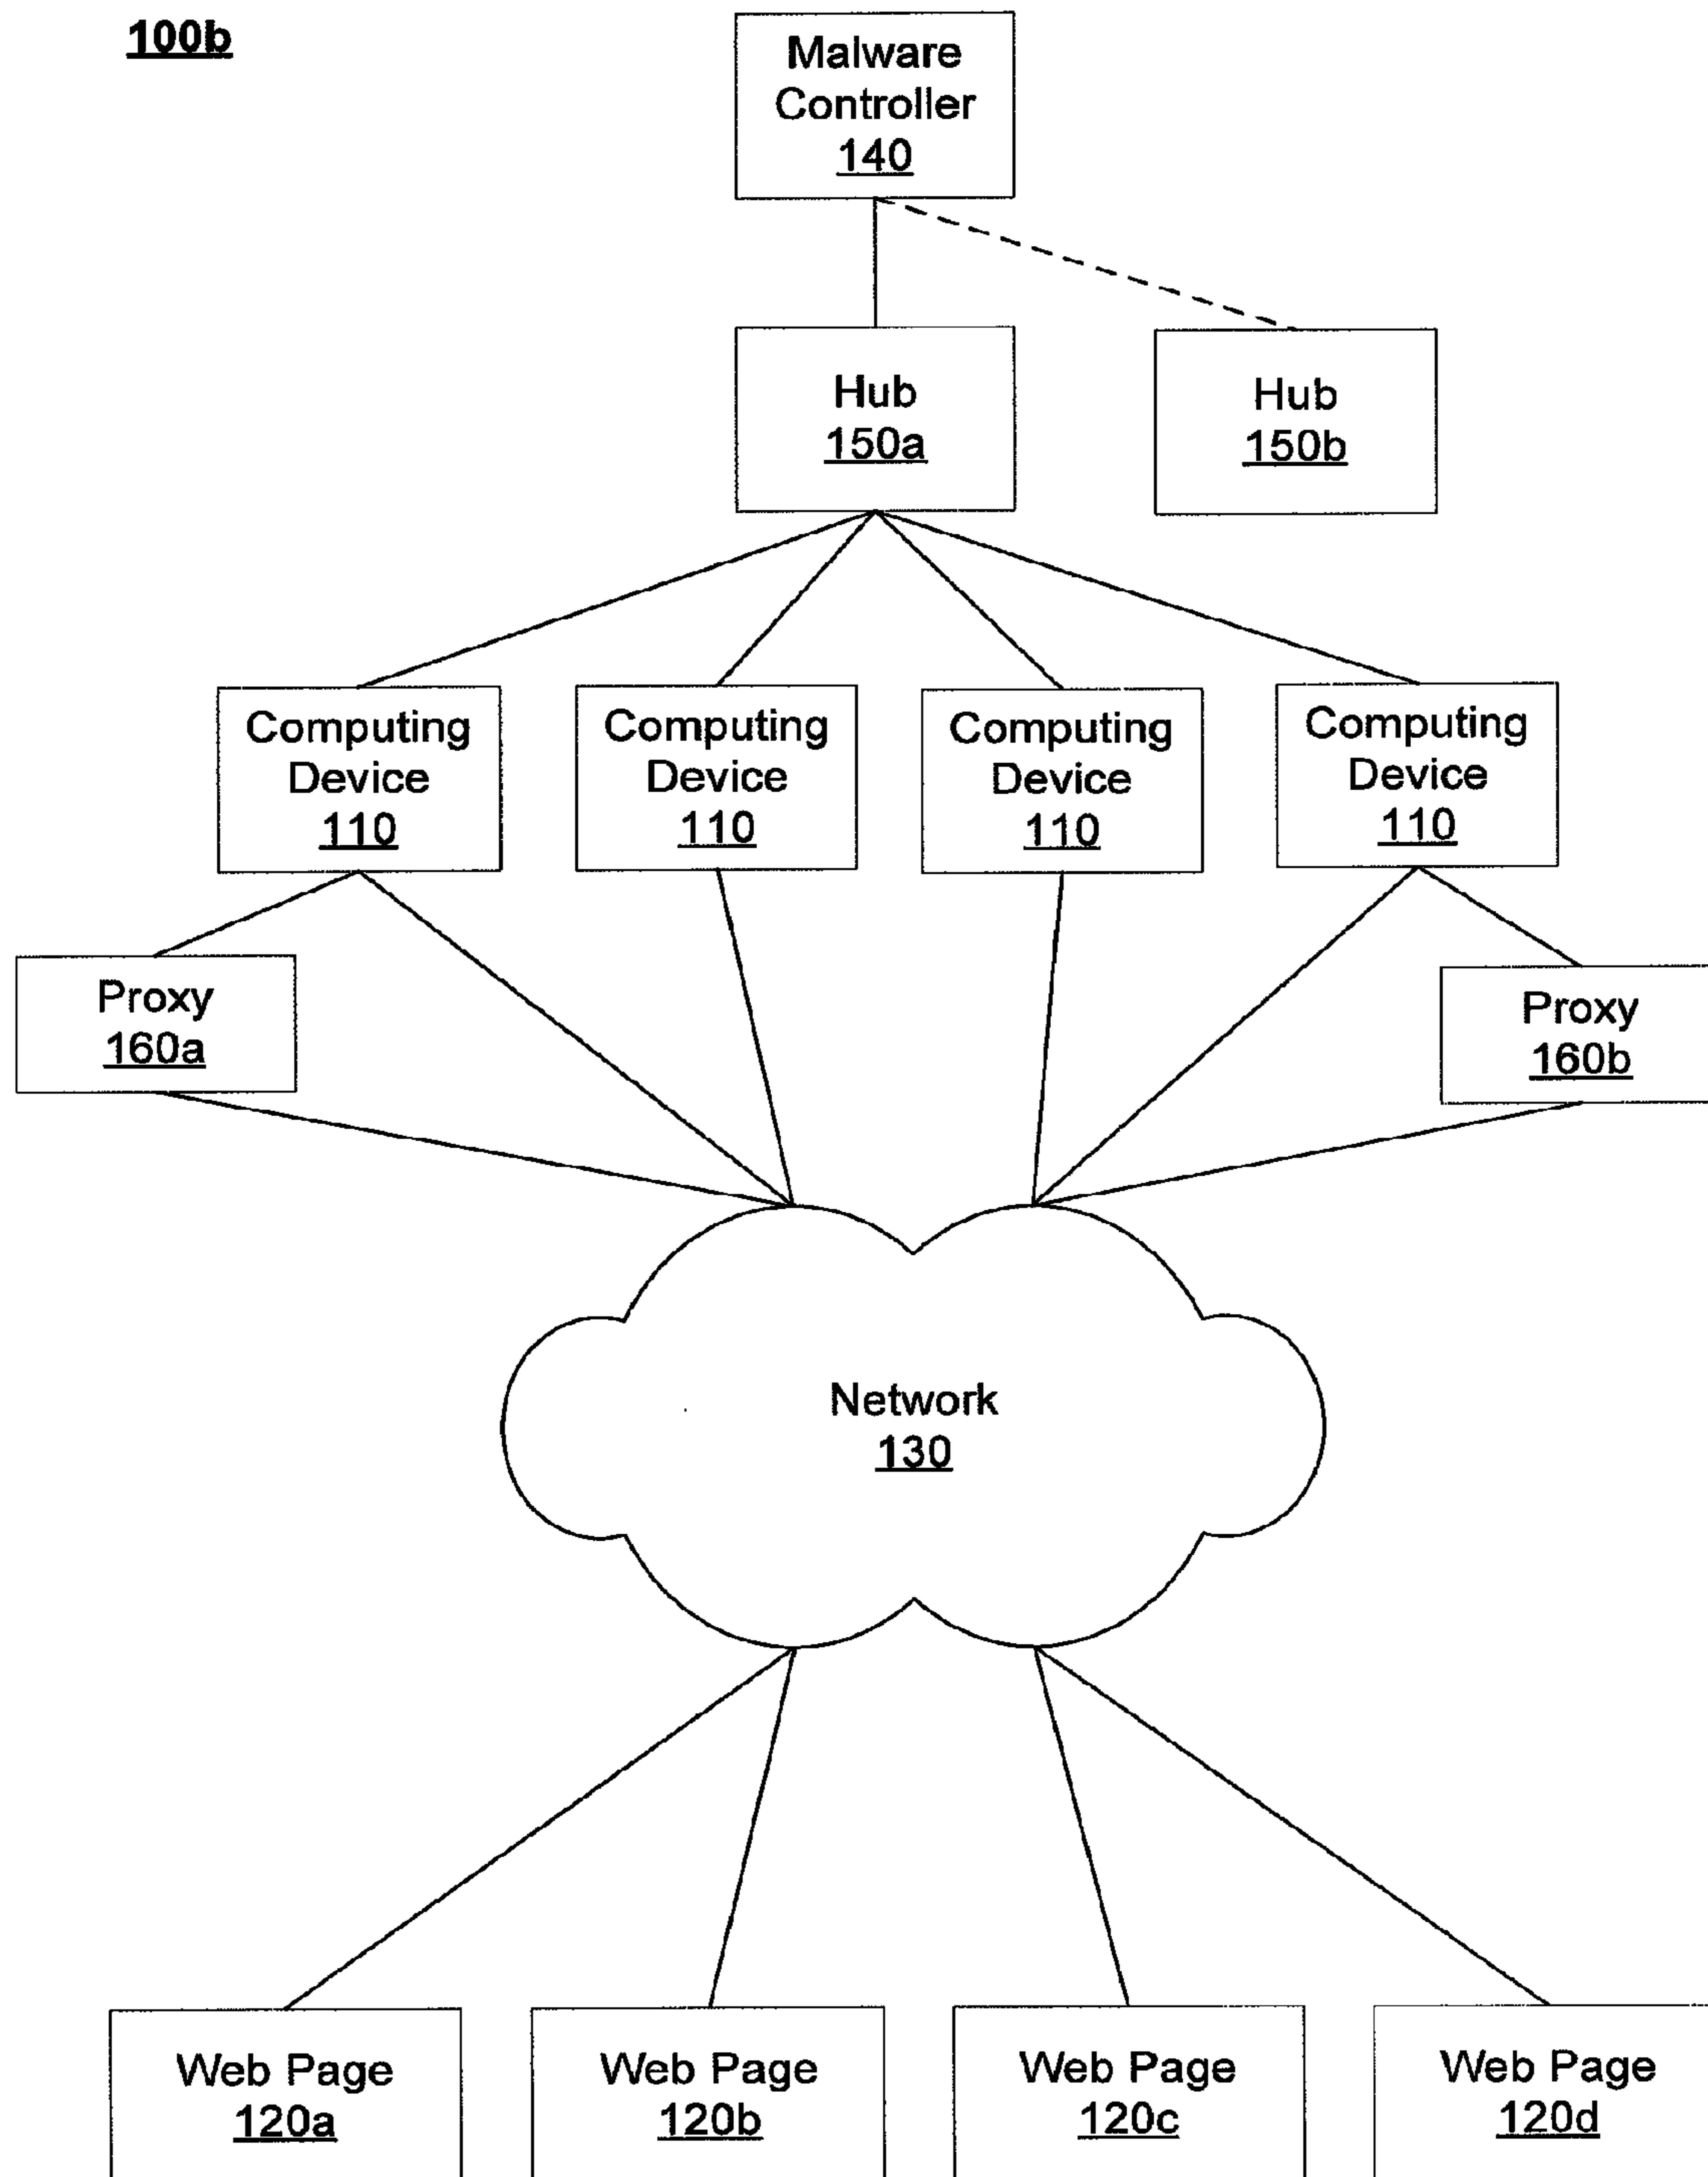 100b
Malware
Controller
140
Hub
150a
Hub
150b
Computing
Device
110
Computing
Device
110
Computing
Device
110
Computing
Device
110
Proxy
160a
Proxy
160b
Network
130
Web Page
120a
Web Page
120b
Web Page
120c
Web Page
120d